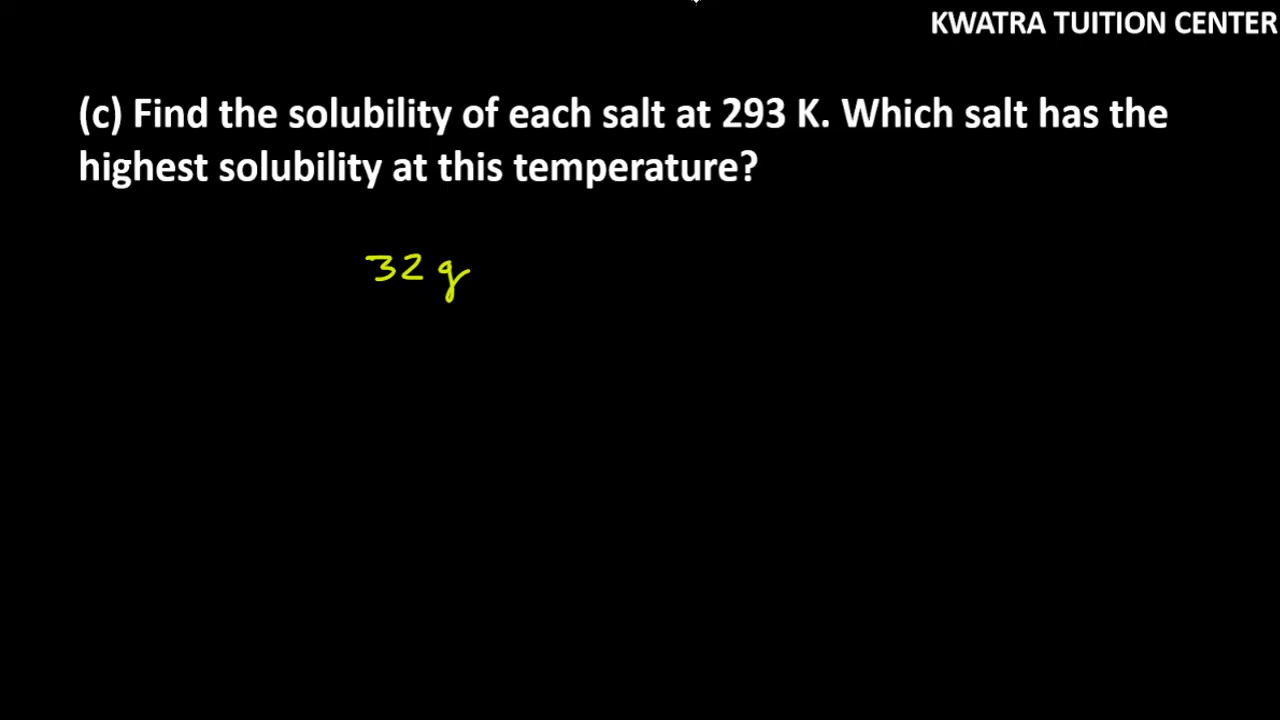 KWATRA TUITION CENTER
(c) Find the solubility of each salt at 293 K. Which salt has the
highest solubility at this temperature?
32 g